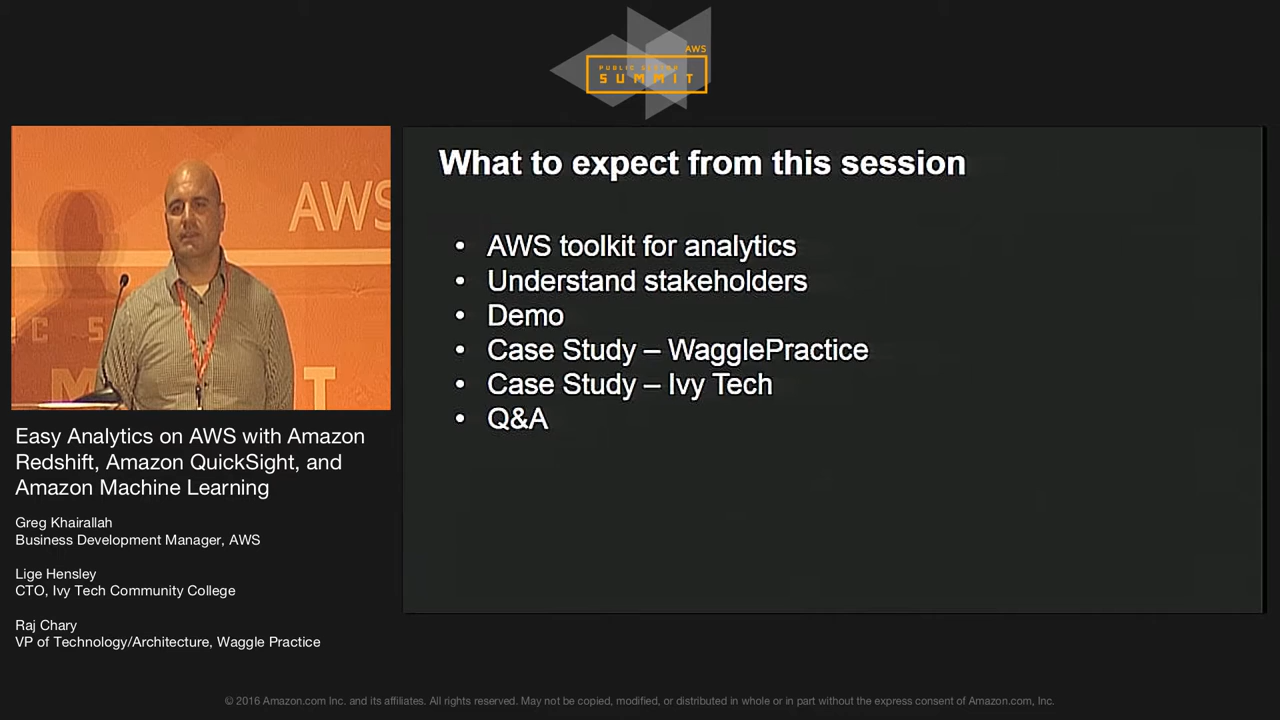 AWS
PUBLIC SECTOR
SUMMIT
AWS
IC S
M
T
What to expect from this session
• AWS toolkit for analytics
• Understand stakeholders
• Demo
• Case Study – WagglePractice
• Case Study – Ivy Tech
• Q&A
Easy Analytics on AWS with Amazon
Redshift, Amazon QuickSight, and
Amazon Machine Learning
Greg Khairallah
Business Development Manager, AWS
Lige Hensley
CTO, Ivy Tech Community College
Raj Chary
VP of Technology/Architecture, Waggle Practice
© 2016 Amazon.com Inc. and its affiliates. All rights reserved. May not be copied, modified, or distributed in whole or in part without the express consent of Amazon.com, Inc.